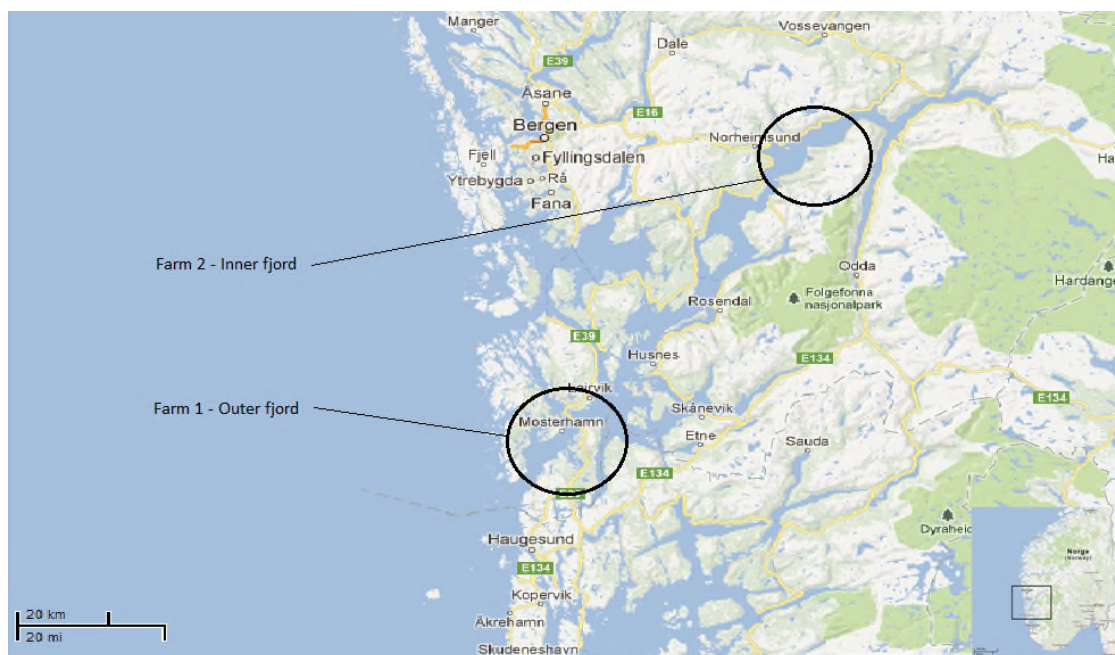 Manger
Vossevangen
Dale
E39
Åsane
E16
Bergen
Norheimsund
Fjell
Fyllingsdalen
Ytrebygda
Rå
Fana
Ha
Farm 2 - Inner fjord
Odda
Hardang
Folgefonna
nasjonalpark
Rosendal
E39
Husnes
E134
Farm 1 - Outer fjord
Skånevik
E134
Mosterhamn
Etne
Sauda
E134
Dyraheid
Haugesund
E134
Norge
(Norway)
Kopervik
Åkrehamn
Skudeneshavn
20 km
20 mi